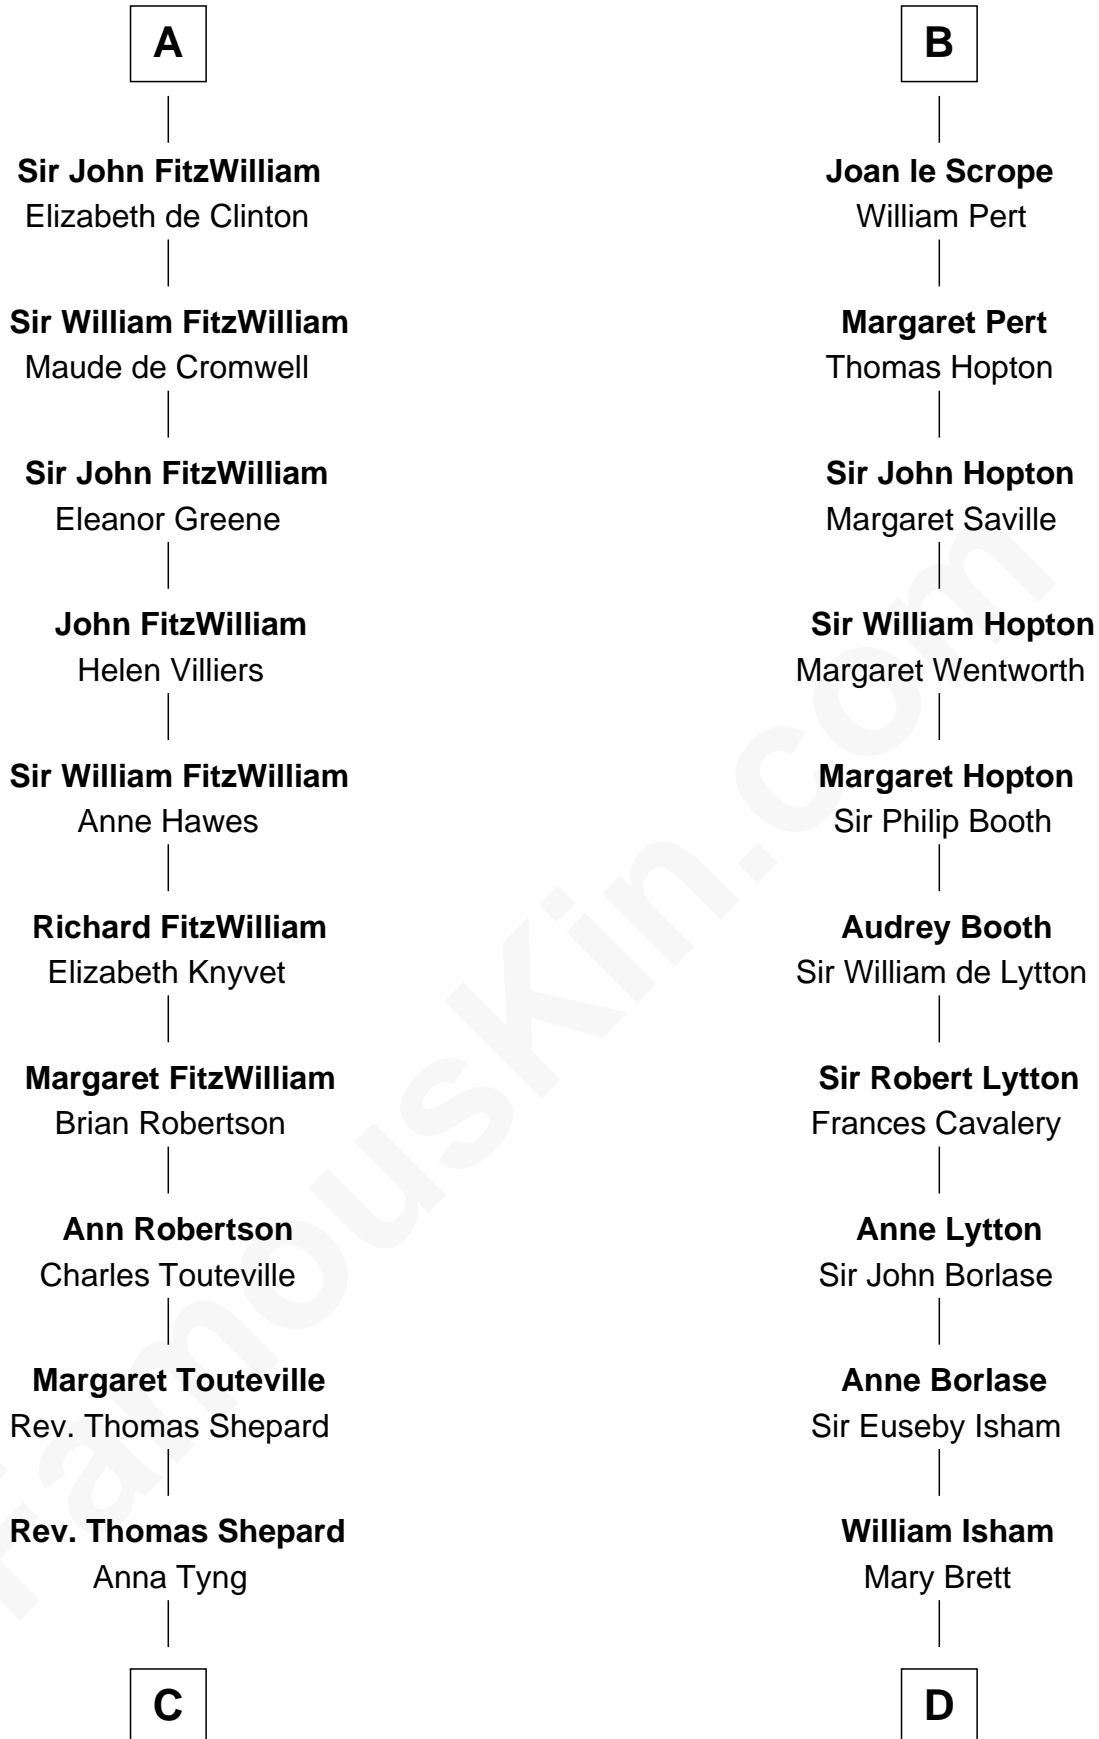 A
Sir John FitzWilliam
Elizabeth de Clinton
Sir William FitzWilliam
Maude de Cromwell
Sir John FitzWilliam
Eleanor Greene
John FitzWilliam
Helen Villiers
Sir William FitzWilliam
Anne Hawes
Richard FitzWilliam
Elizabeth Knyvet
Margaret FitzWilliam
Brian Robertson
Ann Robertson
Charles Touteville
Margaret Touteville
Rev. Thomas Shepard
Rev. Thomas Shepard
Anna Tyng
C
B
Joan le Scrope
William Pert
Margaret Pert
Thomas Hopton
Sir John Hopton
Margaret Saville
Sir William Hopton
Margaret Wentworth
Margaret Hopton
Sir Philip Booth
Audrey Booth
Sir William de Lytton
Sir Robert Lytton
Frances Cavalery
Anne Lytton
Sir John Borlase
Anne Borlase
Sir Euseby Isham
William Isham
Mary Brett
D
FamousKin.com